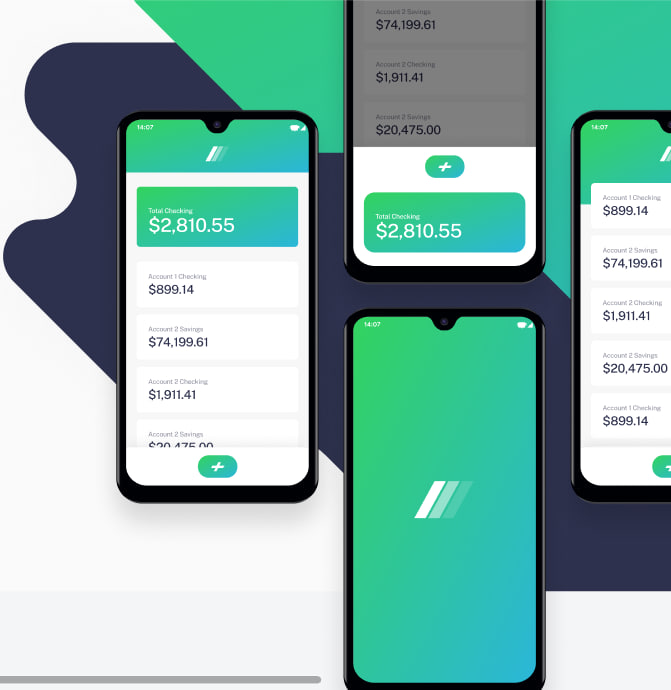 14:07
Total Checking
$2,810.55
Account 1 Checking
$899.14
Account 2 Savings
$74,199.61
Account 2 Checking
$1,911.41
Account 2 Savings
$20,475.00
Account 2 Savings
$74,199.61
Account 2 Checking
$1,911.41
Account 2 Savings
$20,475.00
Total Checking
$2,810.55
14:07
14:07
Account 1 Checking
$899.14
Account 2 Savings
$74,199.61
Account 2 Checking
$1,911.41
Account 2 Savings
$20,475.00
Account 1 Checking
$899.14